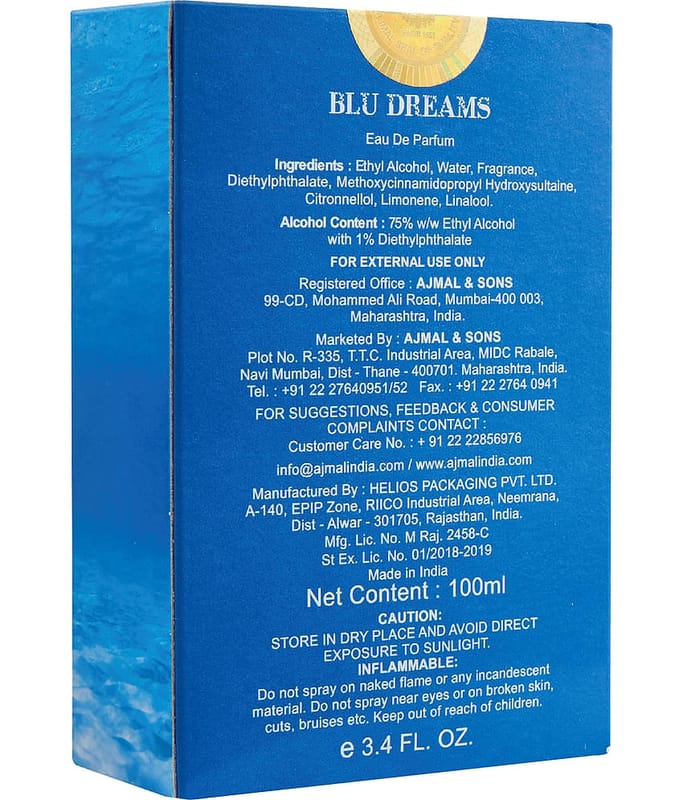 BLU DREAMS
Eau De Parfum
Ingredients : Ethyl Alcohol, Water, Fragrance,
Diethylphthalate, Methoxycinnamidopropyl Hydroxysultaine,
Citronnellol, Limonene, Linalool.
Alcohol Content : 75% w/w Ethyl Alcohol
with 1% Diethylphthalate
FOR EXTERNAL USE ONLY
Registered Office : AJMAL & SONS
99-CD, Mohammed Ali Road, Mumbai-400 003,
Maharashtra, India.
Marketed By : AJMAL & SONS
Plot No. R-335, T.T.C. Industrial Area, MIDC Rabale,
Navi Mumbai, Dist - Thane - 400701. Maharashtra, India.
Tel. : +91 22 27640951/52 Fax. : +91 22 2764 0941
FOR SUGGESTIONS, FEEDBACK & CONSUMER
COMPLAINTS CONTACT :
Customer Care No. : + 91 22 22856976
info@ajmalindia.com / www.ajmalindia.com
Manufactured By : HELIOS PACKAGING PVT. LTD.
A-140, EPIP Zone, RIICO Industrial Area, Neemrana,
Dist - Alwar - 301705, Rajasthan, India.
Mfg. Lic. No. M Raj. 2458-C
St Ex. Lic. No. 01/2018-2019
Made in India
Net Content : 100ml
CAUTION:
STORE IN DRY PLACE AND AVOID DIRECT
EXPOSURE TO SUNLIGHT.
INFLAMMABLE:
Do not spray on naked flame or any incandescent
material. Do not spray near eyes or on broken skin,
cuts, bruises etc. Keep out of reach of children.
e 3.4 FL. OZ.